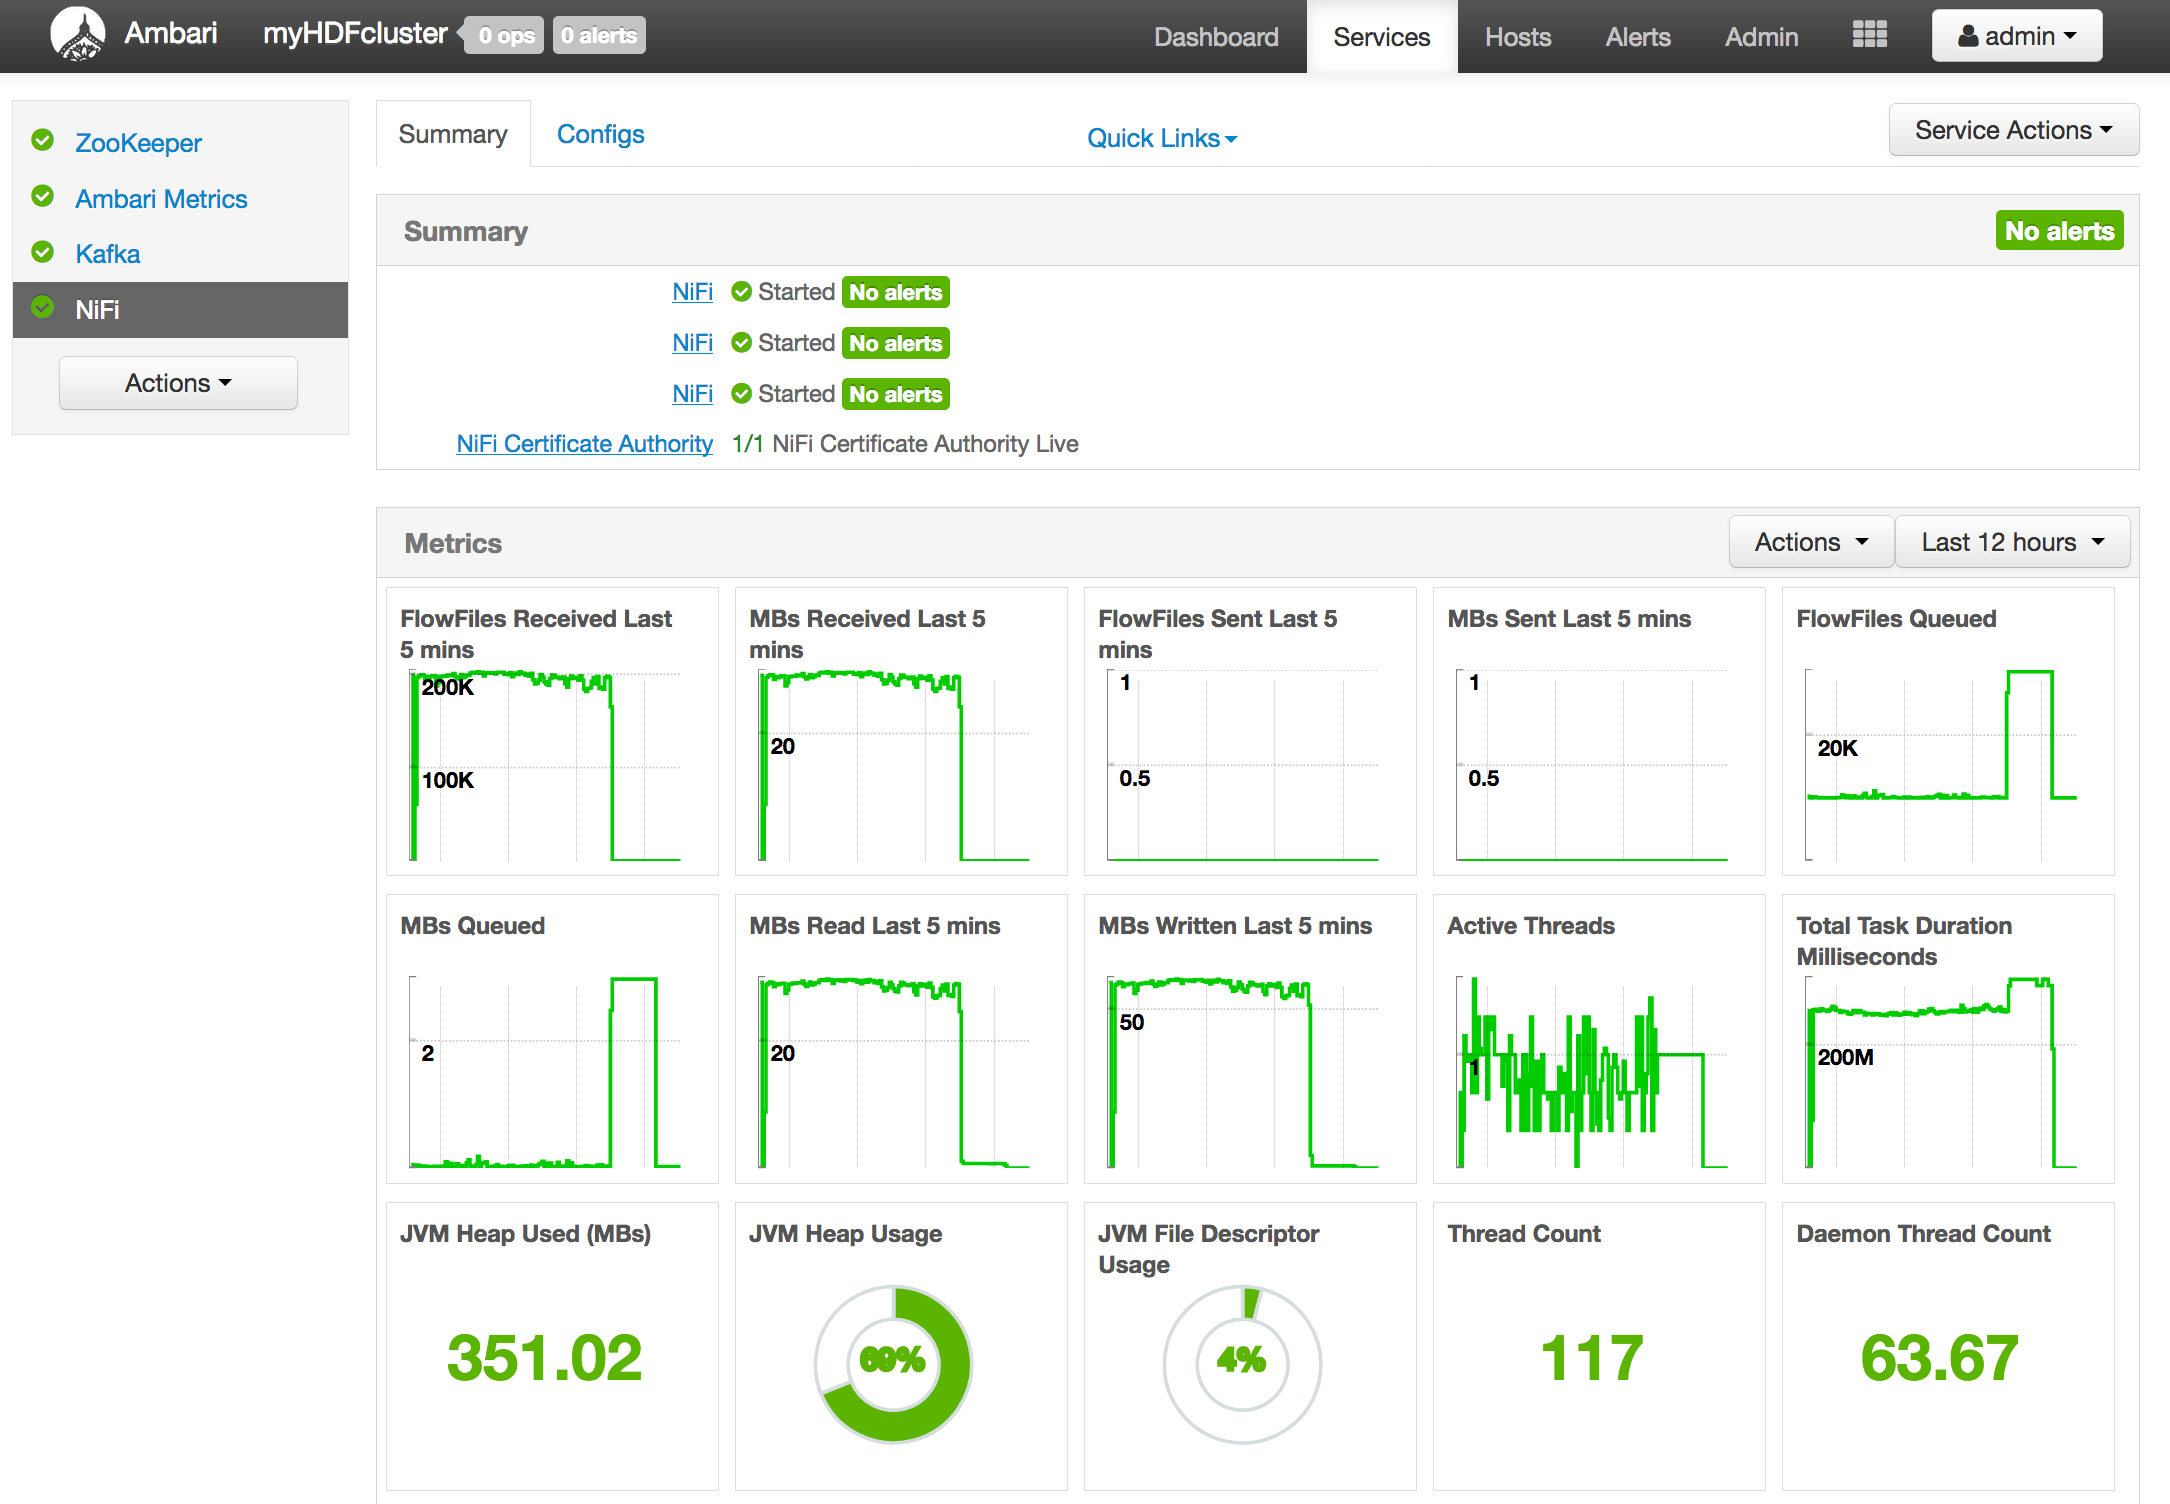 Ambari myHDFcluster 0 ops 0 alerts Dashboard Services Hosts Alerts Admin admin
ZooKeeper
Ambari Metrics
Kafka
NiFi
Actions
Summary Configs Quick Links Service Actions
Summary No alerts
NiFi Started No alerts
NiFi Started No alerts
NiFi Started No alerts
NiFi Certificate Authority 1/1 NiFi Certificate Authority Live
Metrics Actions Last 12 hours
FlowFiles Received Last
5 mins
200K
100K
MBs Received Last 5
mins
20
FlowFiles Sent Last 5
mins
1
0.5
MBs Sent Last 5 mins
1
0.5
FlowFiles Queued
20K
MBs Queued
2
MBs Read Last 5 mins
20
MBs Written Last 5 mins
50
Active Threads
1
Total Task Duration
Milliseconds
200M
JVM Heap Used (MBs)
351.02
JVM Heap Usage
69%
JVM File Descriptor
Usage
4%
Thread Count
117
Daemon Thread Count
63.67